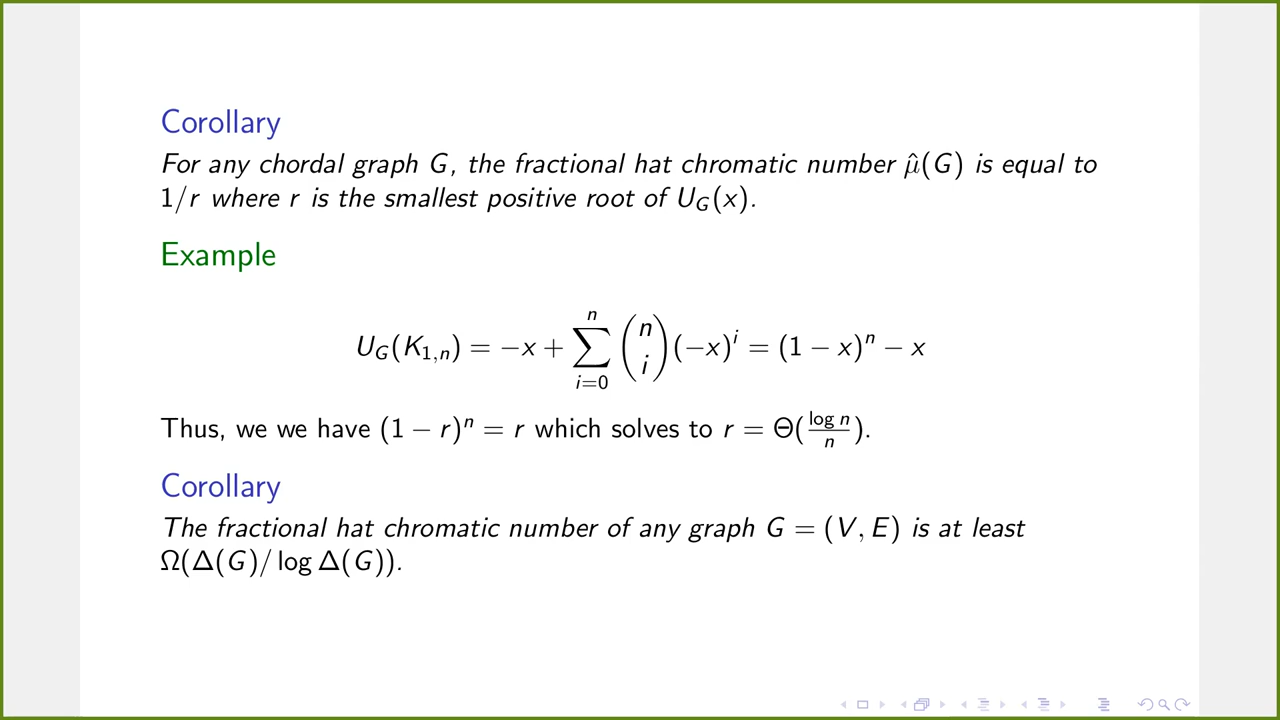 Corollary
For any chordal graph G, the fractional hat chromatic number μ̂(G) is equal to
1/r where r is the smallest positive root of U_G(x).
Example
U_G(K_{1,n}) = −x + ∑_{i=0}^{n} \binom{n}{i} (−x)^i = (1 − x)^n − x
Thus, we we have (1 − r)^n = r which solves to r = Θ(\frac{log n}{n}).
Corollary
The fractional hat chromatic number of any graph G = (V, E) is at least
Ω(Δ(G)/ log Δ(G)).